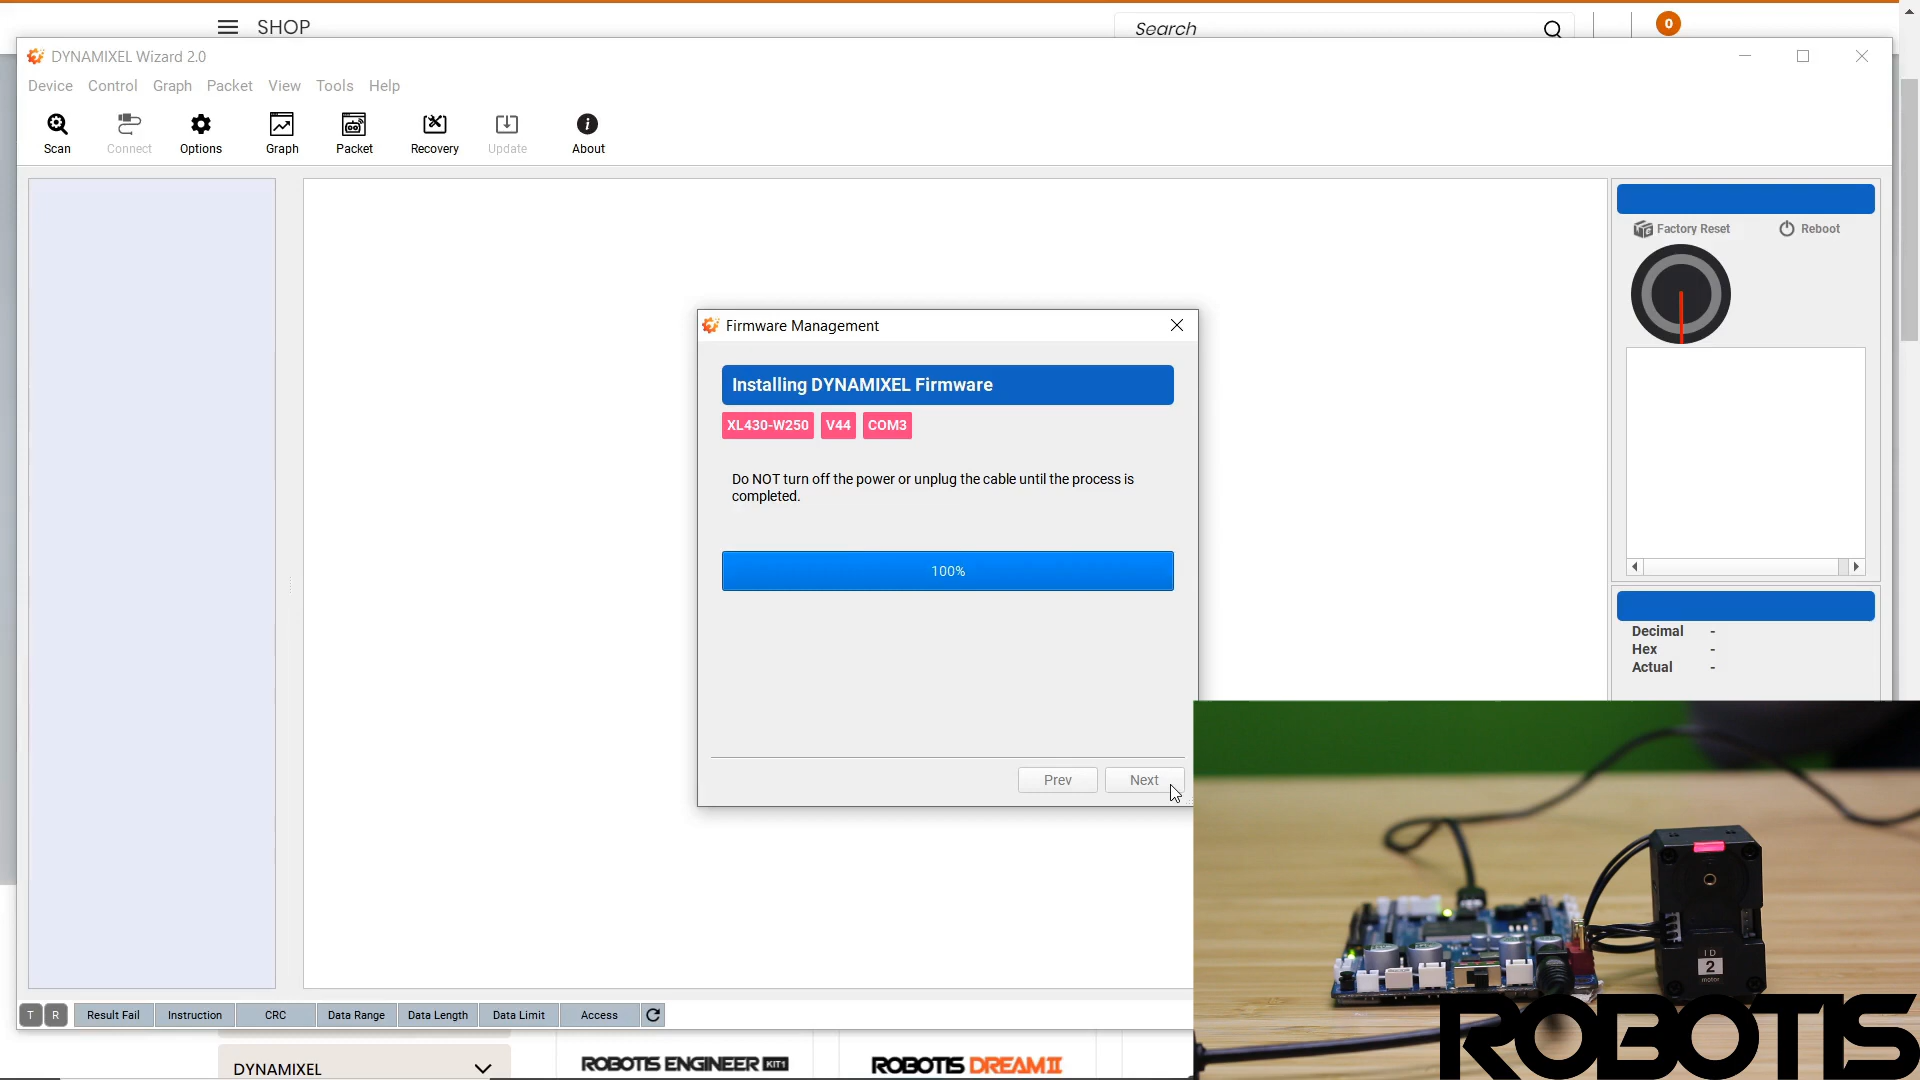 SHOP
Search
0
DYNAMIXEL Wizard 2.0
Device Control Graph Packet View Tools Help
Scan Connect Options Graph Packet Recovery Update About
Factory Reset Reboot
Firmware Management
Installing DYNAMIXEL Firmware
XL430-W250 V44 COM3
Do NOT turn off the power or unplug the cable until the process is
completed.
100%
Decimal -
Hex -
Actual -
Prev Next
ID
2
motor
T R Result Fail Instruction CRC Data Range Data Length Data Limit Access
ROBOTIS
DYNAMIXEL
ROBOTIS ENGINEER KIT1
ROBOTIS DREAM II